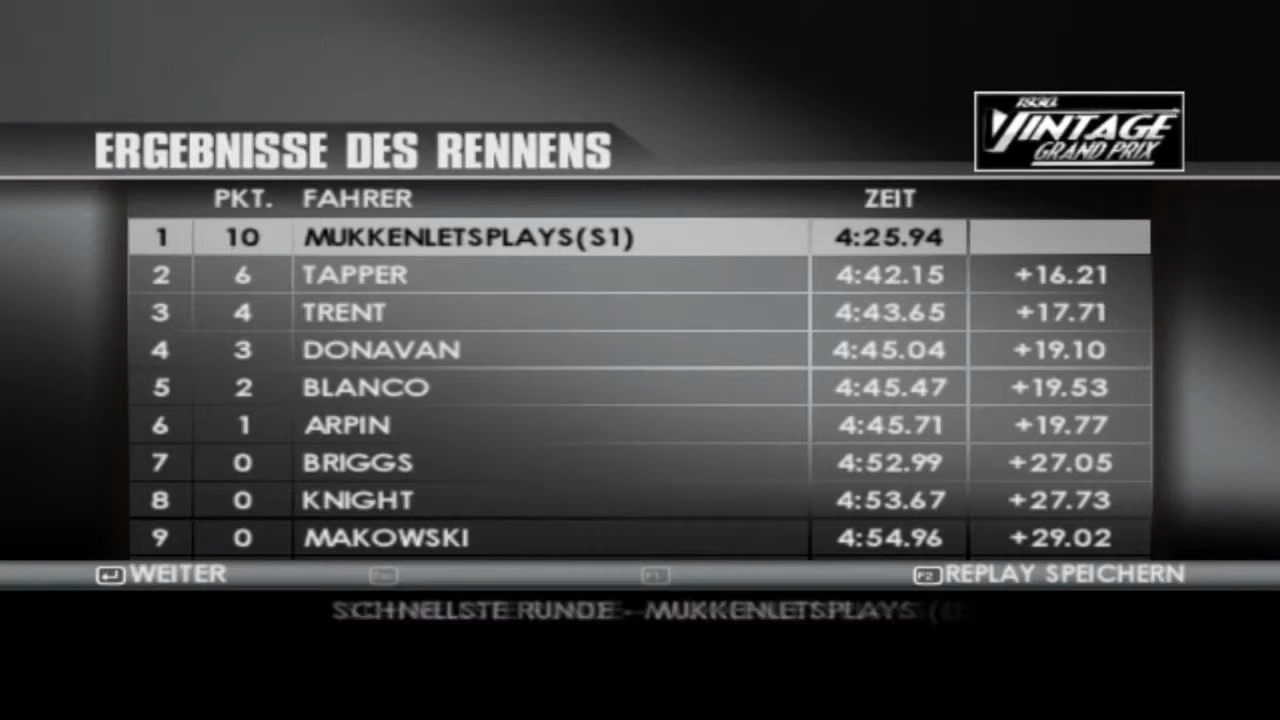 1930s
VINTAGE
GRAND PRIX
ERGEBNISSE DES RENNENS
PKT. FAHRER ZEIT
1 10 MUKKENLETSPLAYS(S1) 4:25.94
2 6 TAPPER 4:42.15 +16.21
3 4 TRENT 4:43.65 +17.71
4 3 DONAVAN 4:45.04 +19.10
5 2 BLANCO 4:45.47 +19.53
6 1 ARPIN 4:45.71 +19.77
7 0 BRIGGS 4:52.99 +27.05
8 0 KNIGHT 4:53.67 +27.73
9 0 MAKOWSKI 4:54.96 +29.02
WEITER F1 F2 REPLAY SPEICHERN
SCHNELLSTE RUNDE - MUKKENLETSPLAYS